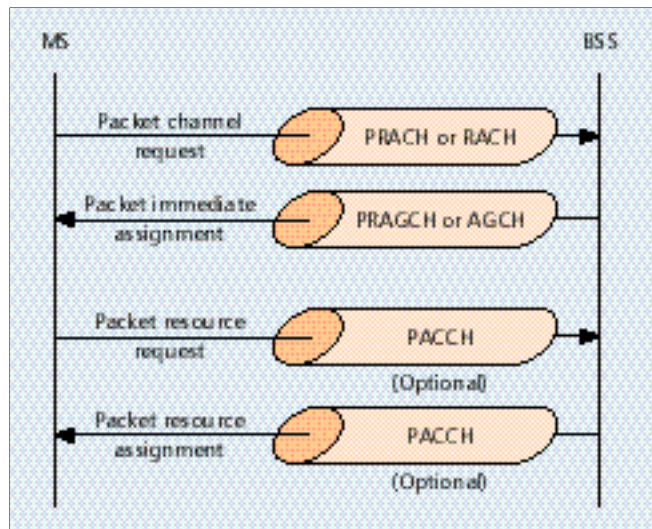 MS BSS
Packet channel
request
PRACH or RACH
Packet immediate
assignment
PRAGCH or AGCH
Packet resource
request
PACCH
(Optional)
Packet resource
assignment
PACCH
(Optional)